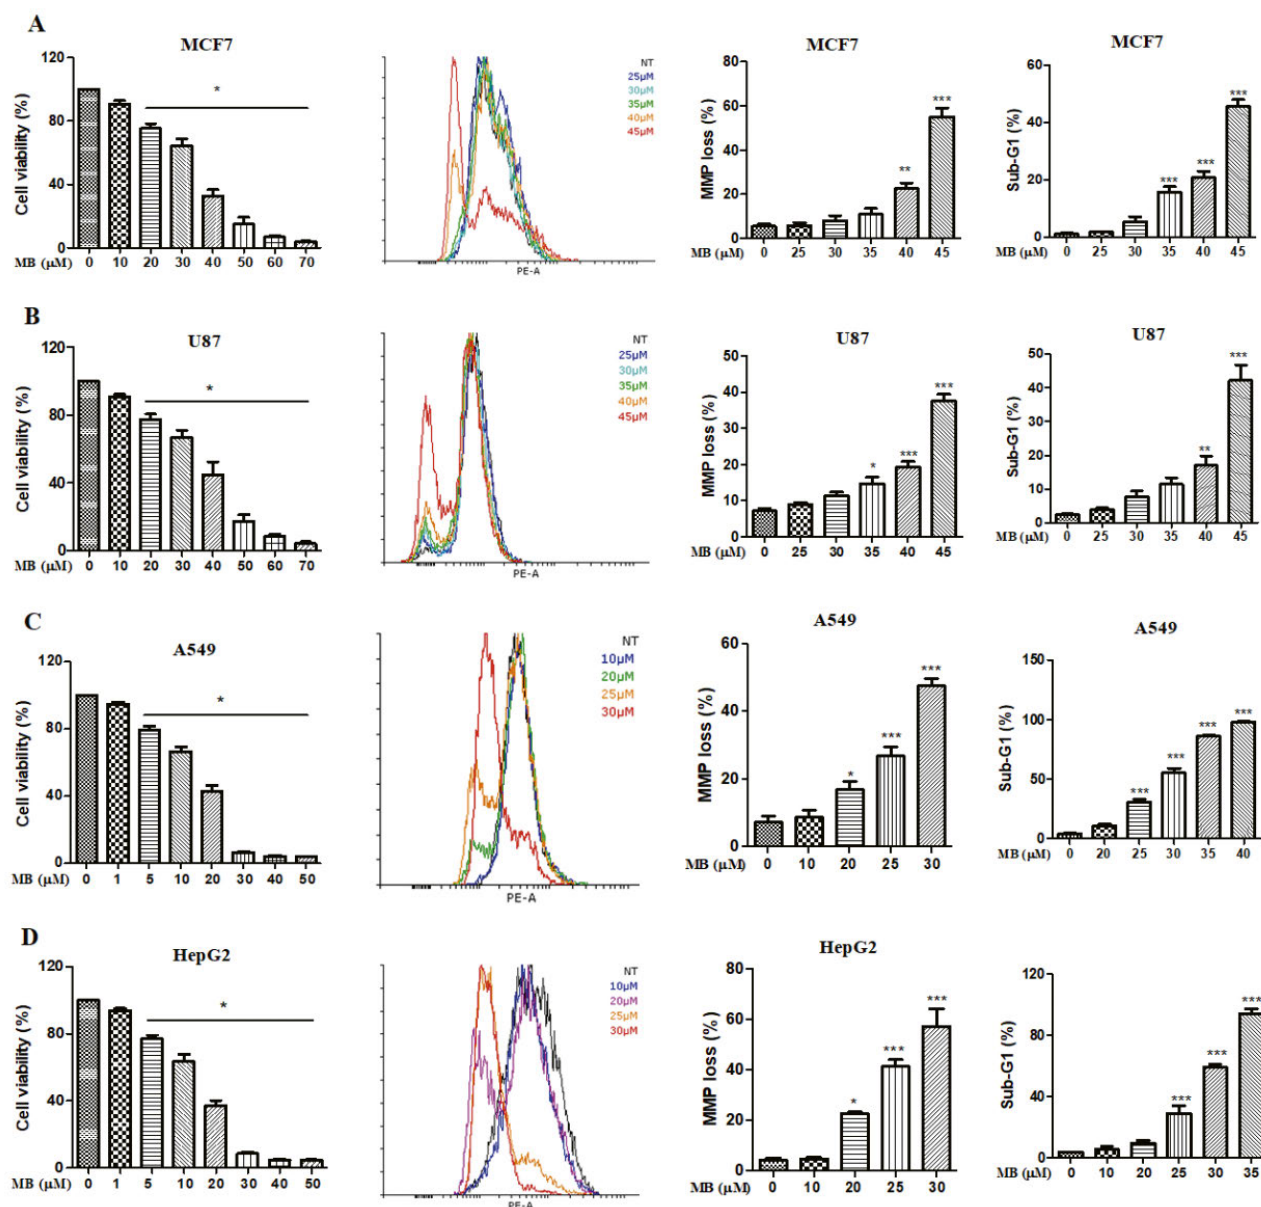 A
MCF7
Cell viability (%)
120
80
40
0
*
MB (µM)
0 10 20 30 40 50 60 70
NT
25µM
30µM
35µM
40µM
45µM
PE-A
MCF7
MMP loss (%)
80
60
40
20
0
**
***
MB (µM)
0 25 30 35 40 45
MCF7
Sub-G1 (%)
60
40
20
0
***
***
***
MB (µM)
0 25 30 35 40 45
B
U87
Cell viability (%)
120
80
40
0
*
MB (µM)
0 10 20 30 40 50 60 70
NT
25µM
30µM
35µM
40µM
45µM
PE-A
U87
MMP loss (%)
50
40
30
20
10
0
*
***
***
MB (µM)
0 25 30 35 40 45
U87
Sub-G1 (%)
50
40
30
20
10
0
**
***
MB (µM)
0 25 30 35 40 45
C
A549
Cell viability (%)
120
80
40
0
*
MB (µM)
0 1 5 10 20 30 40 50
NT
10µM
20µM
25µM
30µM
PE-A
A549
MMP loss (%)
60
40
20
0
*
***
***
MB (µM)
0 10 20 25 30
A549
Sub-G1 (%)
150
100
50
0
***
***
***
***
MB (µM)
0 20 25 30 35 40
D
HepG2
Cell viability (%)
120
80
40
0
*
MB (µM)
0 1 5 10 20 30 40 50
NT
10µM
20µM
25µM
30µM
PE-A
HepG2
MMP loss (%)
80
60
40
20
0
*
***
***
MB (µM)
0 10 20 25 30
Sub-G1 (%)
120
80
40
0
***
***
***
MB (µM)
0 10 20 25 30 35